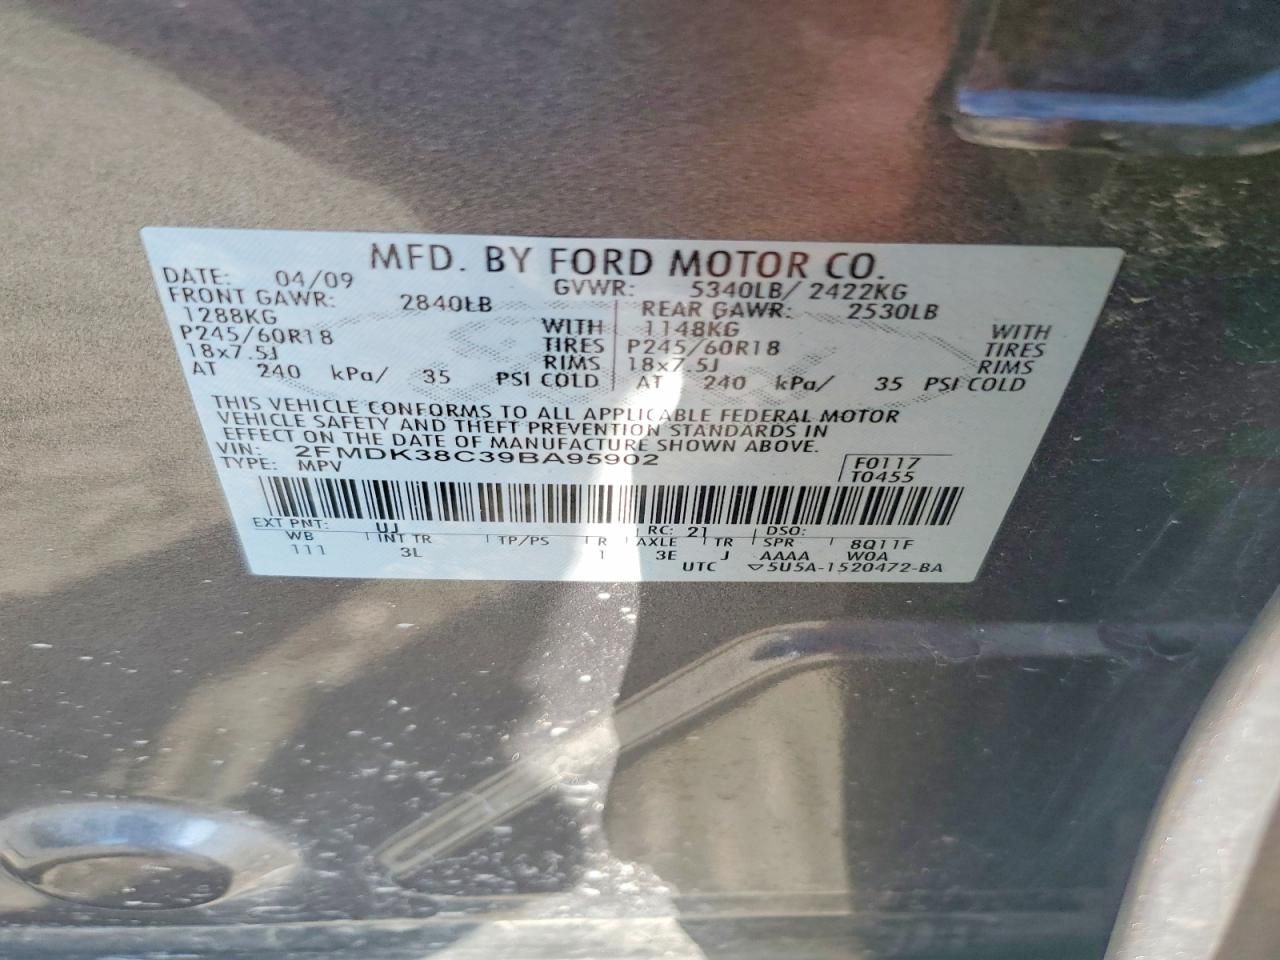 MFD. BY FORD MOTOR CO.
DATE: 04/09 GVWR: 5340LB/ 2422KG
FRONT GAWR: 2840LB REAR GAWR: 2530LB
1288KG WITH 1148KG WITH
P245/60R18 TIRES P245/60R18 TIRES
18x7.5J RIMS 18x7.5J RIMS
AT 240 kPa/ 35 PSI COLD AT 240 kPa/ 35 PSI COLD
THIS VEHICLE CONFORMS TO ALL APPLICABLE FEDERAL MOTOR
VEHICLE SAFETY AND THEFT PREVENTION STANDARDS IN
EFFECT ON THE DATE OF MANUFACTURE SHOWN ABOVE.
VIN: 2FMDK38C39BA95902 F0117
TYPE: MPV T0455
EXT PNT: UJ RC: 21 DSO:
WB INT TR TP/PS R AXLE TR SPR 8Q11F
111 3L 1 3E J AAAA W0A
UTC ▽5U5A-1520472-BA